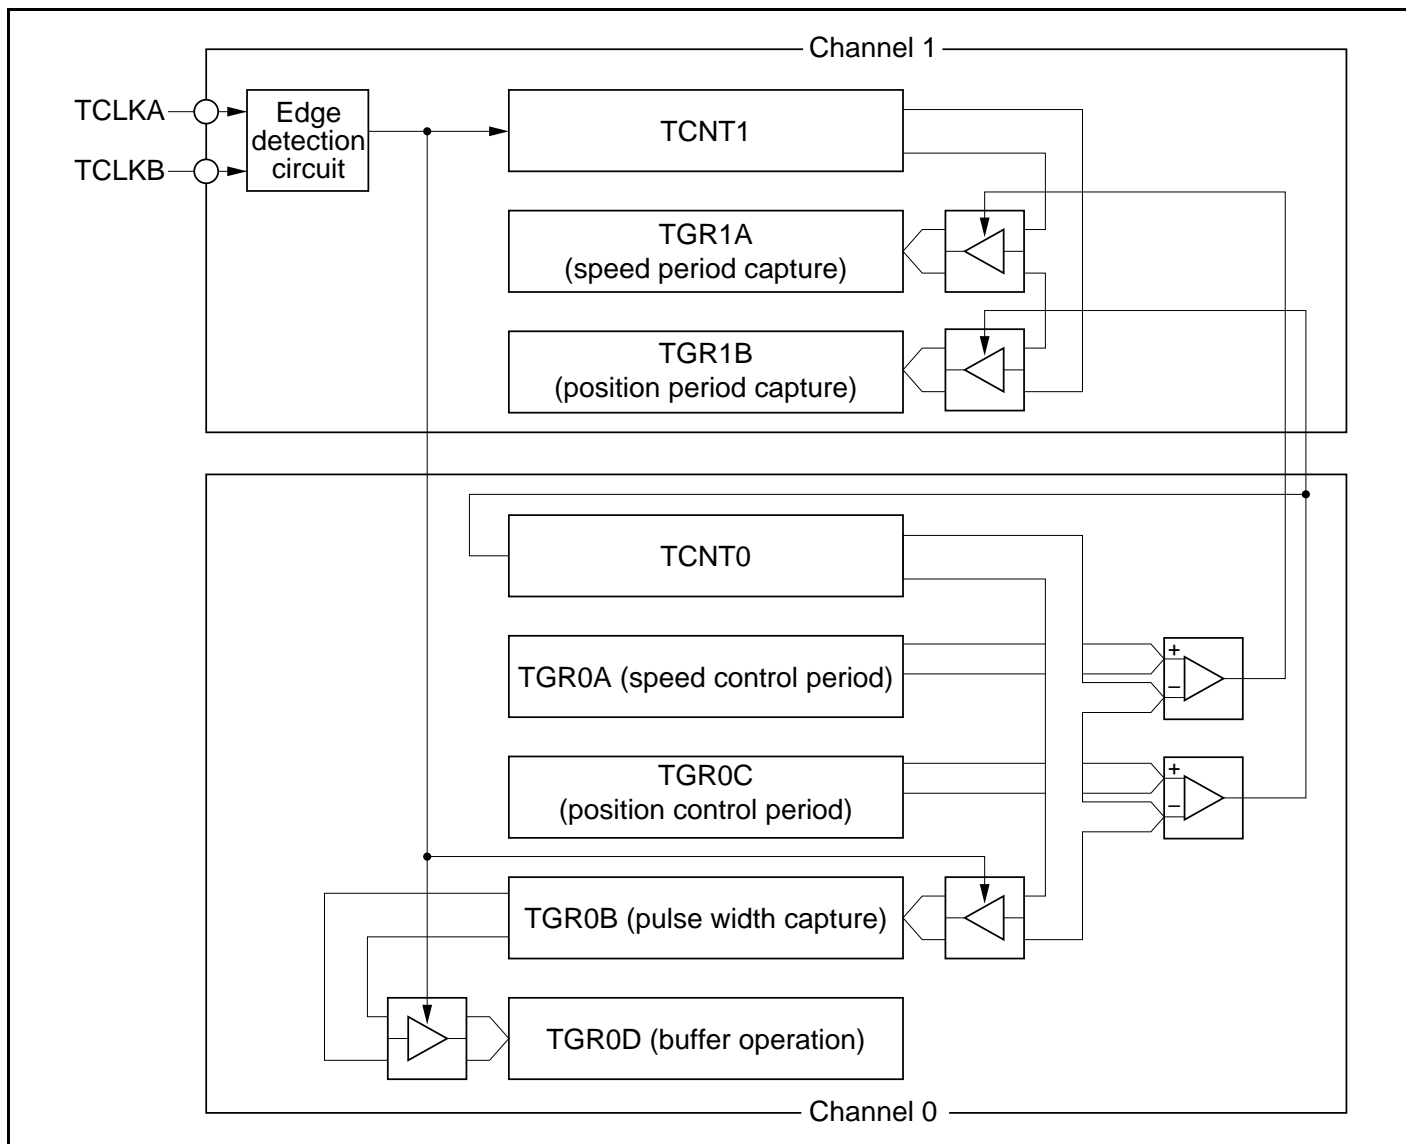 Channel 1
TCLKA
TCLKB
Edge
detection
circuit
TCNT1
TGR1A
(speed period capture)
TGR1B
(position period capture)
TCNT0
TGR0A (speed control period)
+
−
TGR0C
(position control period)
+
−
TGR0B (pulse width capture)
TGR0D (buffer operation)
Channel 0